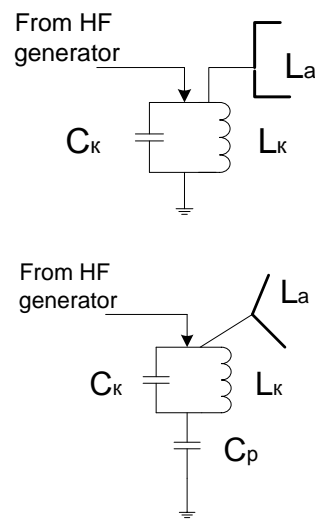 From HF
generator
La
Cк
Lк
From HF
generator
La
Cк
Lк
Cp